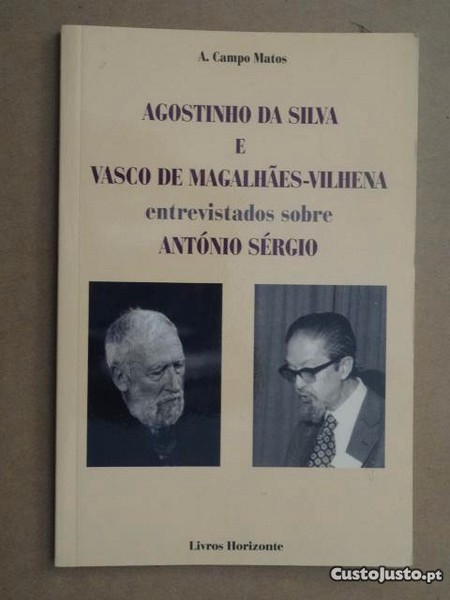 A. Campo Matos
AGOSTINHO DA SILVA
E
VASCO DE MAGALHÃES-VILHENA
entrevistados sobre
ANTÓNIO SÉRGIO
Livros Horizonte
CustoJusto.pt